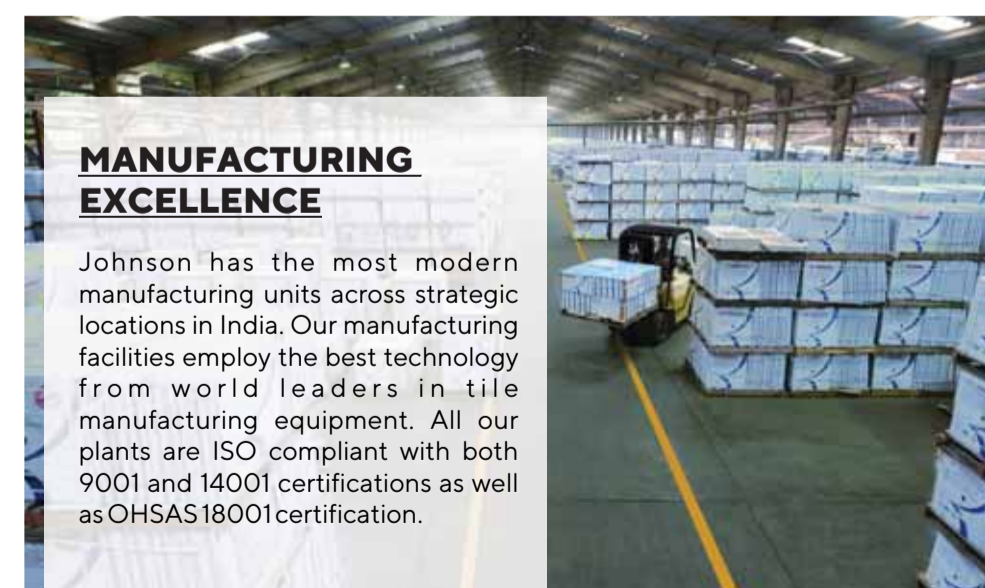 MANUFACTURING
EXCELLENCE
Johnson has the most modern
manufacturing units across strategic
locations in India. Our manufacturing
facilities employ the best technology
from world leaders in tile
manufacturing equipment. All our
plants are ISO compliant with both
9001 and 14001 certifications as well
as OHSAS 18001 certification.